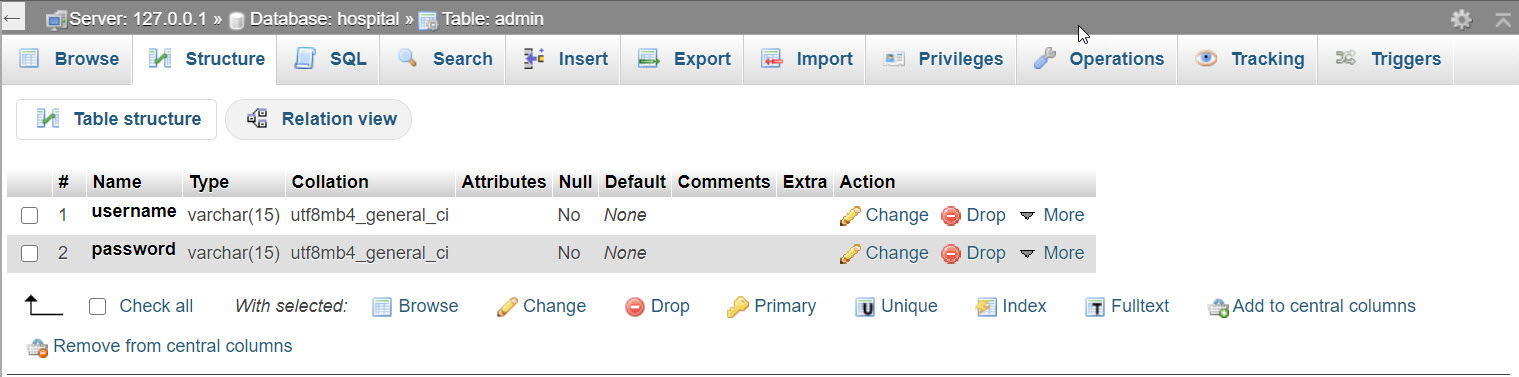 Server: 127.0.0.1 » Database: hospital » Table: admin
Browse Structure SQL Search Insert Export Import Privileges Operations Tracking Triggers
Table structure Relation view
# Name Type Collation Attributes Null Default Comments Extra Action
1 username varchar(15) utf8mb4_general_ci No None Change Drop More
2 password varchar(15) utf8mb4_general_ci No None Change Drop More
Check all With selected: Browse Change Drop Primary Unique Index Fulltext Add to central columns
Remove from central columns